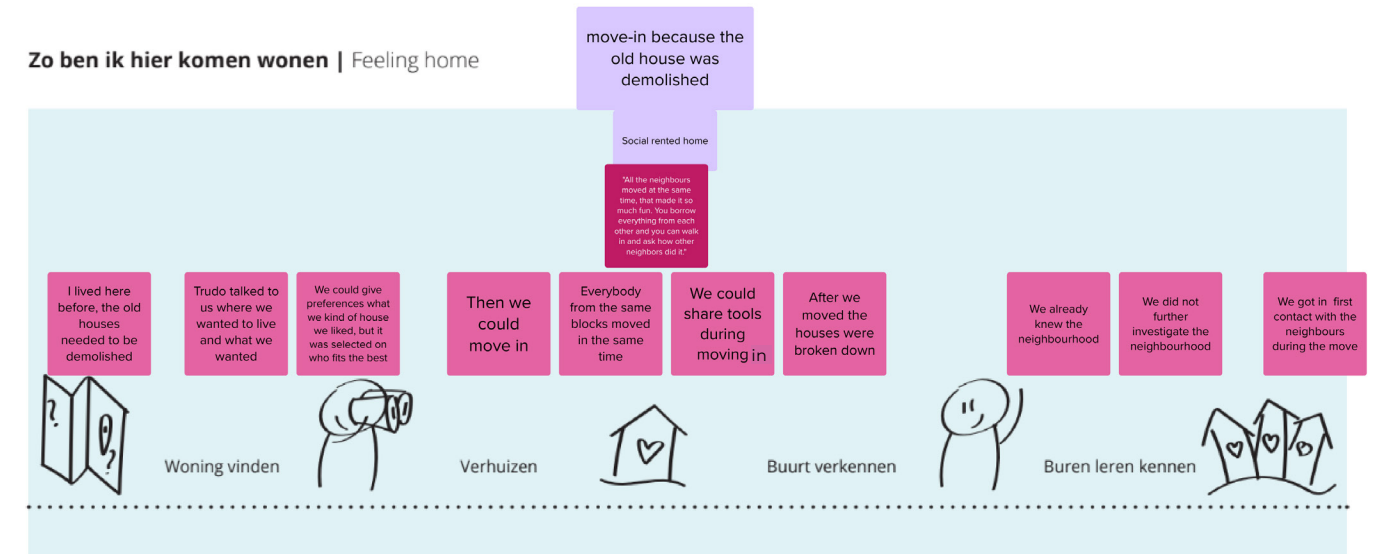 Zo ben ik hier komen wonen | Feeling home
move-in because the
old house was
demolished
Social rented home
"All the neighbours
moved at the same
time, that made it so
much fun. You borrow
everything from each
other and you can walk
in and ask how other
neighbors did it."
I lived here
before, the old
houses
needed to be
demolished
Trudo talked to
us where we
wanted to live
and what we
wanted
We could give
preferences what
we kind of house
we liked, but it
was selected on
who fits the best
Then we
could
move in
Everybody
from the same
blocks moved
in the same
time
We could
share tools
during
moving in
After we
moved the
houses were
broken down
We already
knew the
neighbourhood
We did not
further
investigate the
neighbourhood
We got in first
contact with the
neighbours
during the move
? ?
Woning vinden
Verhuizen
Buurt verkennen
Buren leren kennen